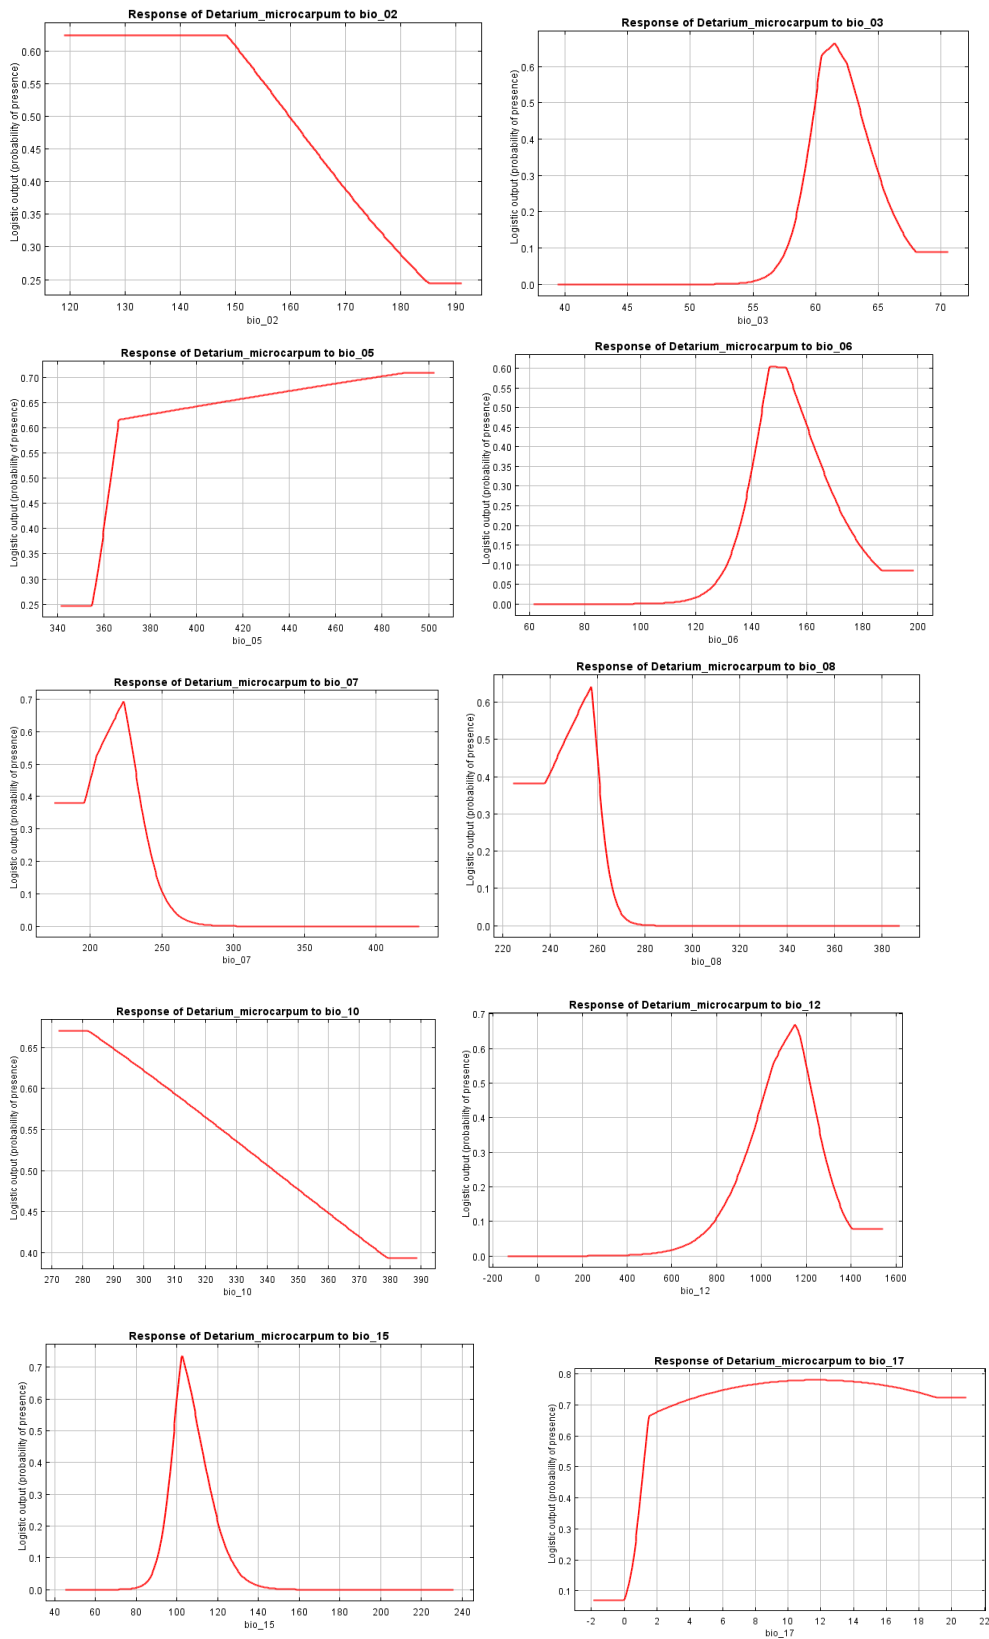 Response of Detarium_microcarpum to bio_02
Logistic output (probability of presence)
0.60
0.55
0.50
0.45
0.40
0.35
0.30
0.25
120 130 140 150 160 170 180 190
bio_02
Response of Detarium_microcarpum to bio_03
Logistic output (probability of presence)
0.6
0.5
0.4
0.3
0.2
0.1
0.0
40 45 50 55 60 65 70
bio_03
Response of Detarium_microcarpum to bio_05
Logistic output (probability of presence)
0.70
0.65
0.60
0.55
0.50
0.45
0.40
0.35
0.30
0.25
340 360 380 400 420 440 460 480 500
bio_05
Response of Detarium_microcarpum to bio_06
Logistic output (probability of presence)
0.60
0.55
0.50
0.45
0.40
0.35
0.30
0.25
0.20
0.15
0.10
0.05
0.00
60 80 100 120 140 160 180 200
bio_06
Response of Detarium_microcarpum to bio_07
Logistic output (probability of presence)
0.7
0.6
0.5
0.4
0.3
0.2
0.1
0.0
200 250 300 350 400
bio_07
Response of Detarium_microcarpum to bio_08
Logistic output (probability of presence)
0.6
0.5
0.4
0.3
0.2
0.1
0.0
220 240 260 280 300 320 340 360 380
bio_08
Response of Detarium_microcarpum to bio_10
Logistic output (probability of presence)
0.65
0.60
0.55
0.50
0.45
0.40
270 280 290 300 310 320 330 340 350 360 370 380 390
bio_10
Response of Detarium_microcarpum to bio_12
Logistic output (probability of presence)
0.7
0.6
0.5
0.4
0.3
0.2
0.1
0.0
-200 0 200 400 600 800 1000 1200 1400 1600
bio_12
Response of Detarium_microcarpum to bio_15
Logistic output (probability of presence)
0.7
0.6
0.5
0.4
0.3
0.2
0.1
0.0
40 60 80 100 120 140 160 180 200 220 240
bio_15
Response of Detarium_microcarpum to bio_17
Logistic output (probability of presence)
0.8
0.7
0.6
0.5
0.4
0.3
0.2
0.1
-2 0 2 4 6 8 10 12 14 16 18 20 22
bio_17